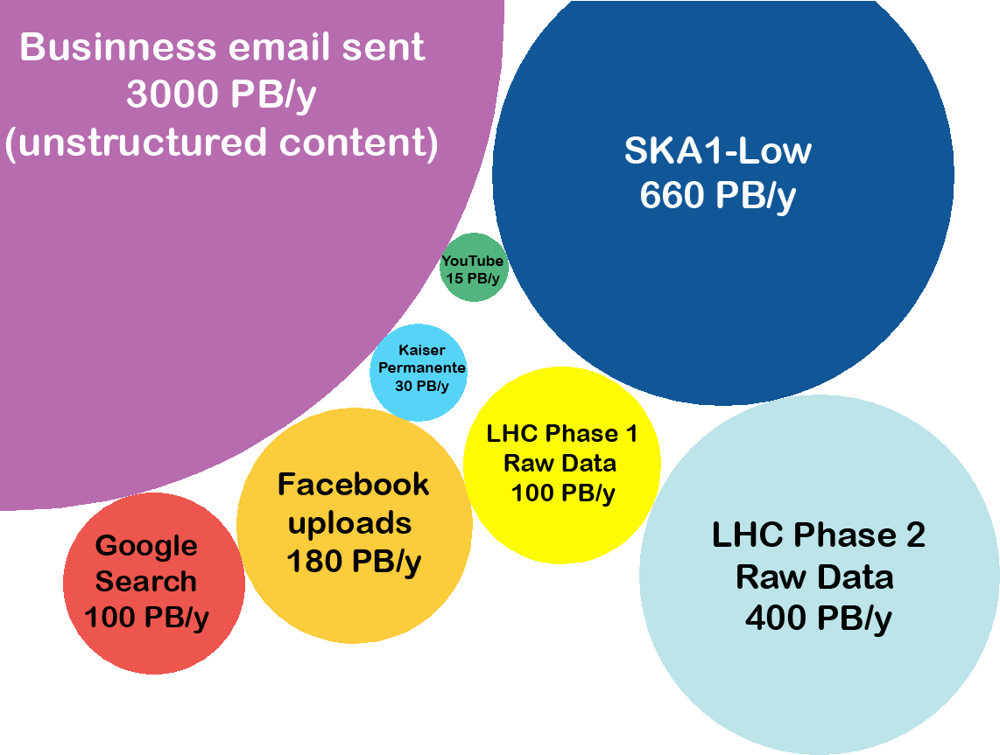 Businness email sent
3000 PB/y
(unstructured content)
SKA1-Low
660 PB/y
YouTube
15 PB/y
Kaiser
Permanente
30 PB/y
LHC Phase 1
Raw Data
100 PB/y
Facebook
uploads
180 PB/y
Google
Search
100 PB/y
LHC Phase 2
Raw Data
400 PB/y